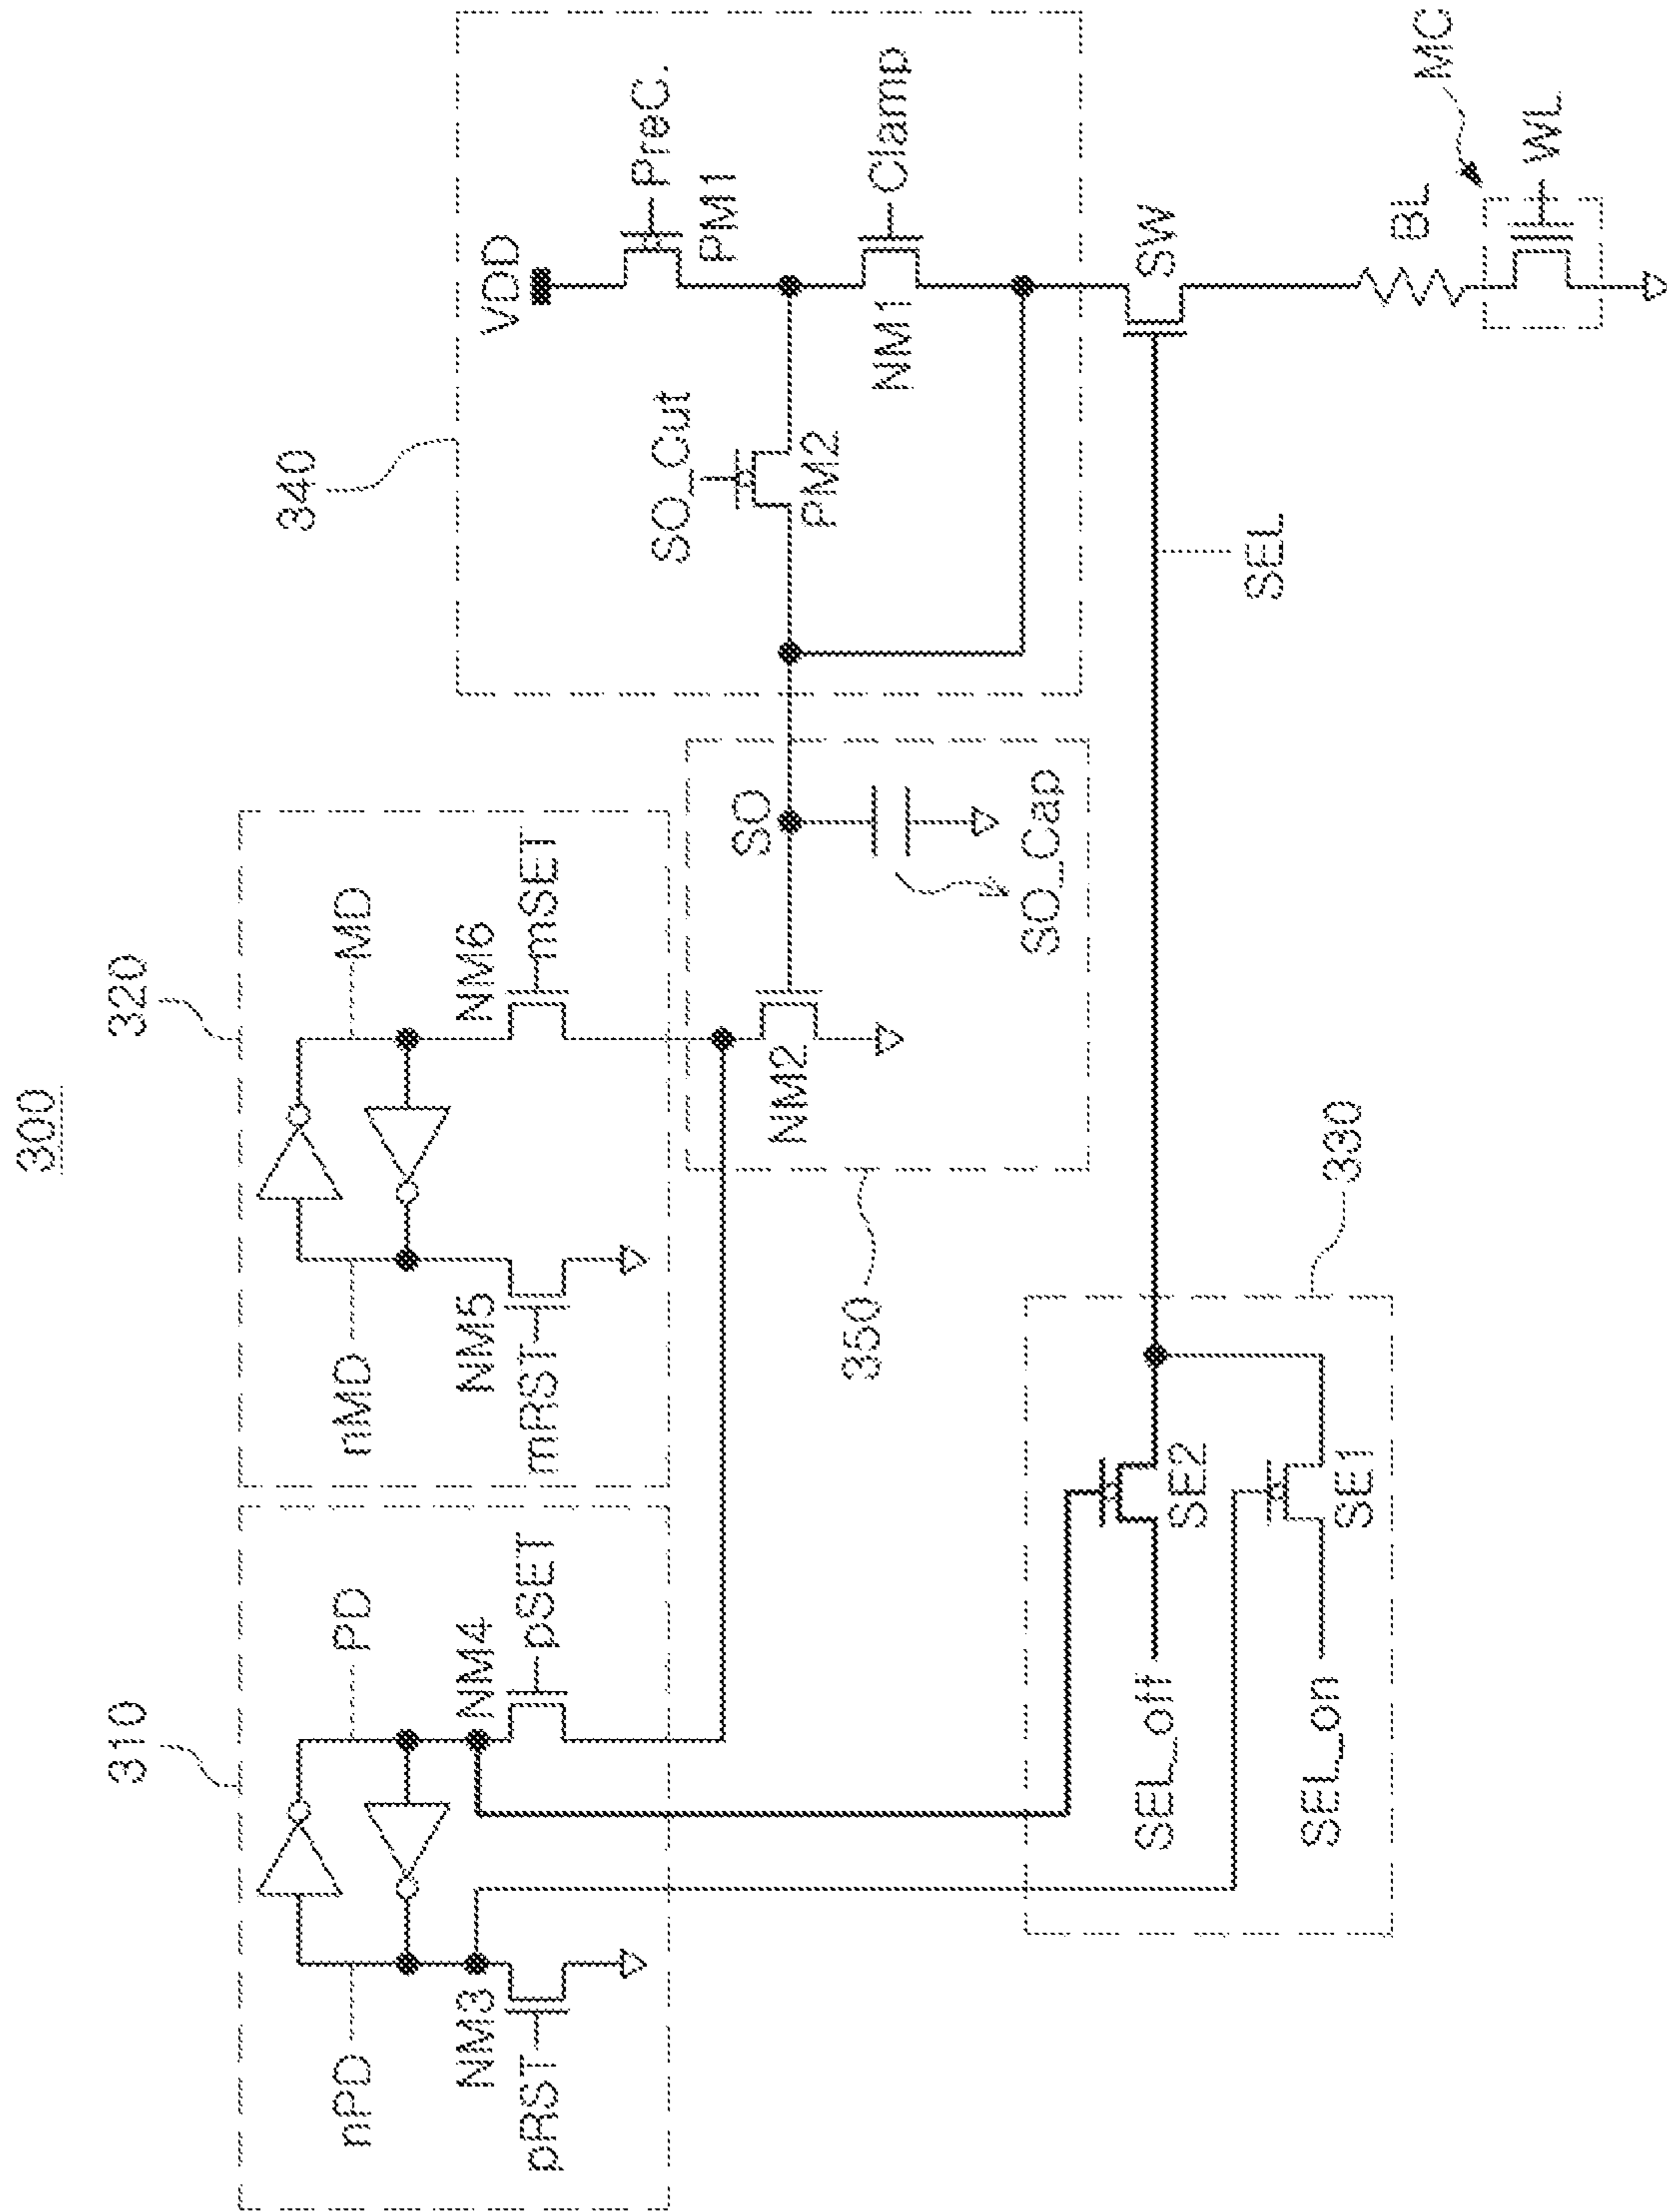 300
310
320
340
nPD
PD
nMD
MD
NM3
NM4
NM5
NM6
pRST
pSET
mRST
mSET
VDD
PreC.
PM1
SO_Cut
PM2
NM1
Clamp
SO
NM2
SO_Cap
350
330
SEL_off
SE2
SEL_on
SE1
SEL
SW
BL
MC
WL